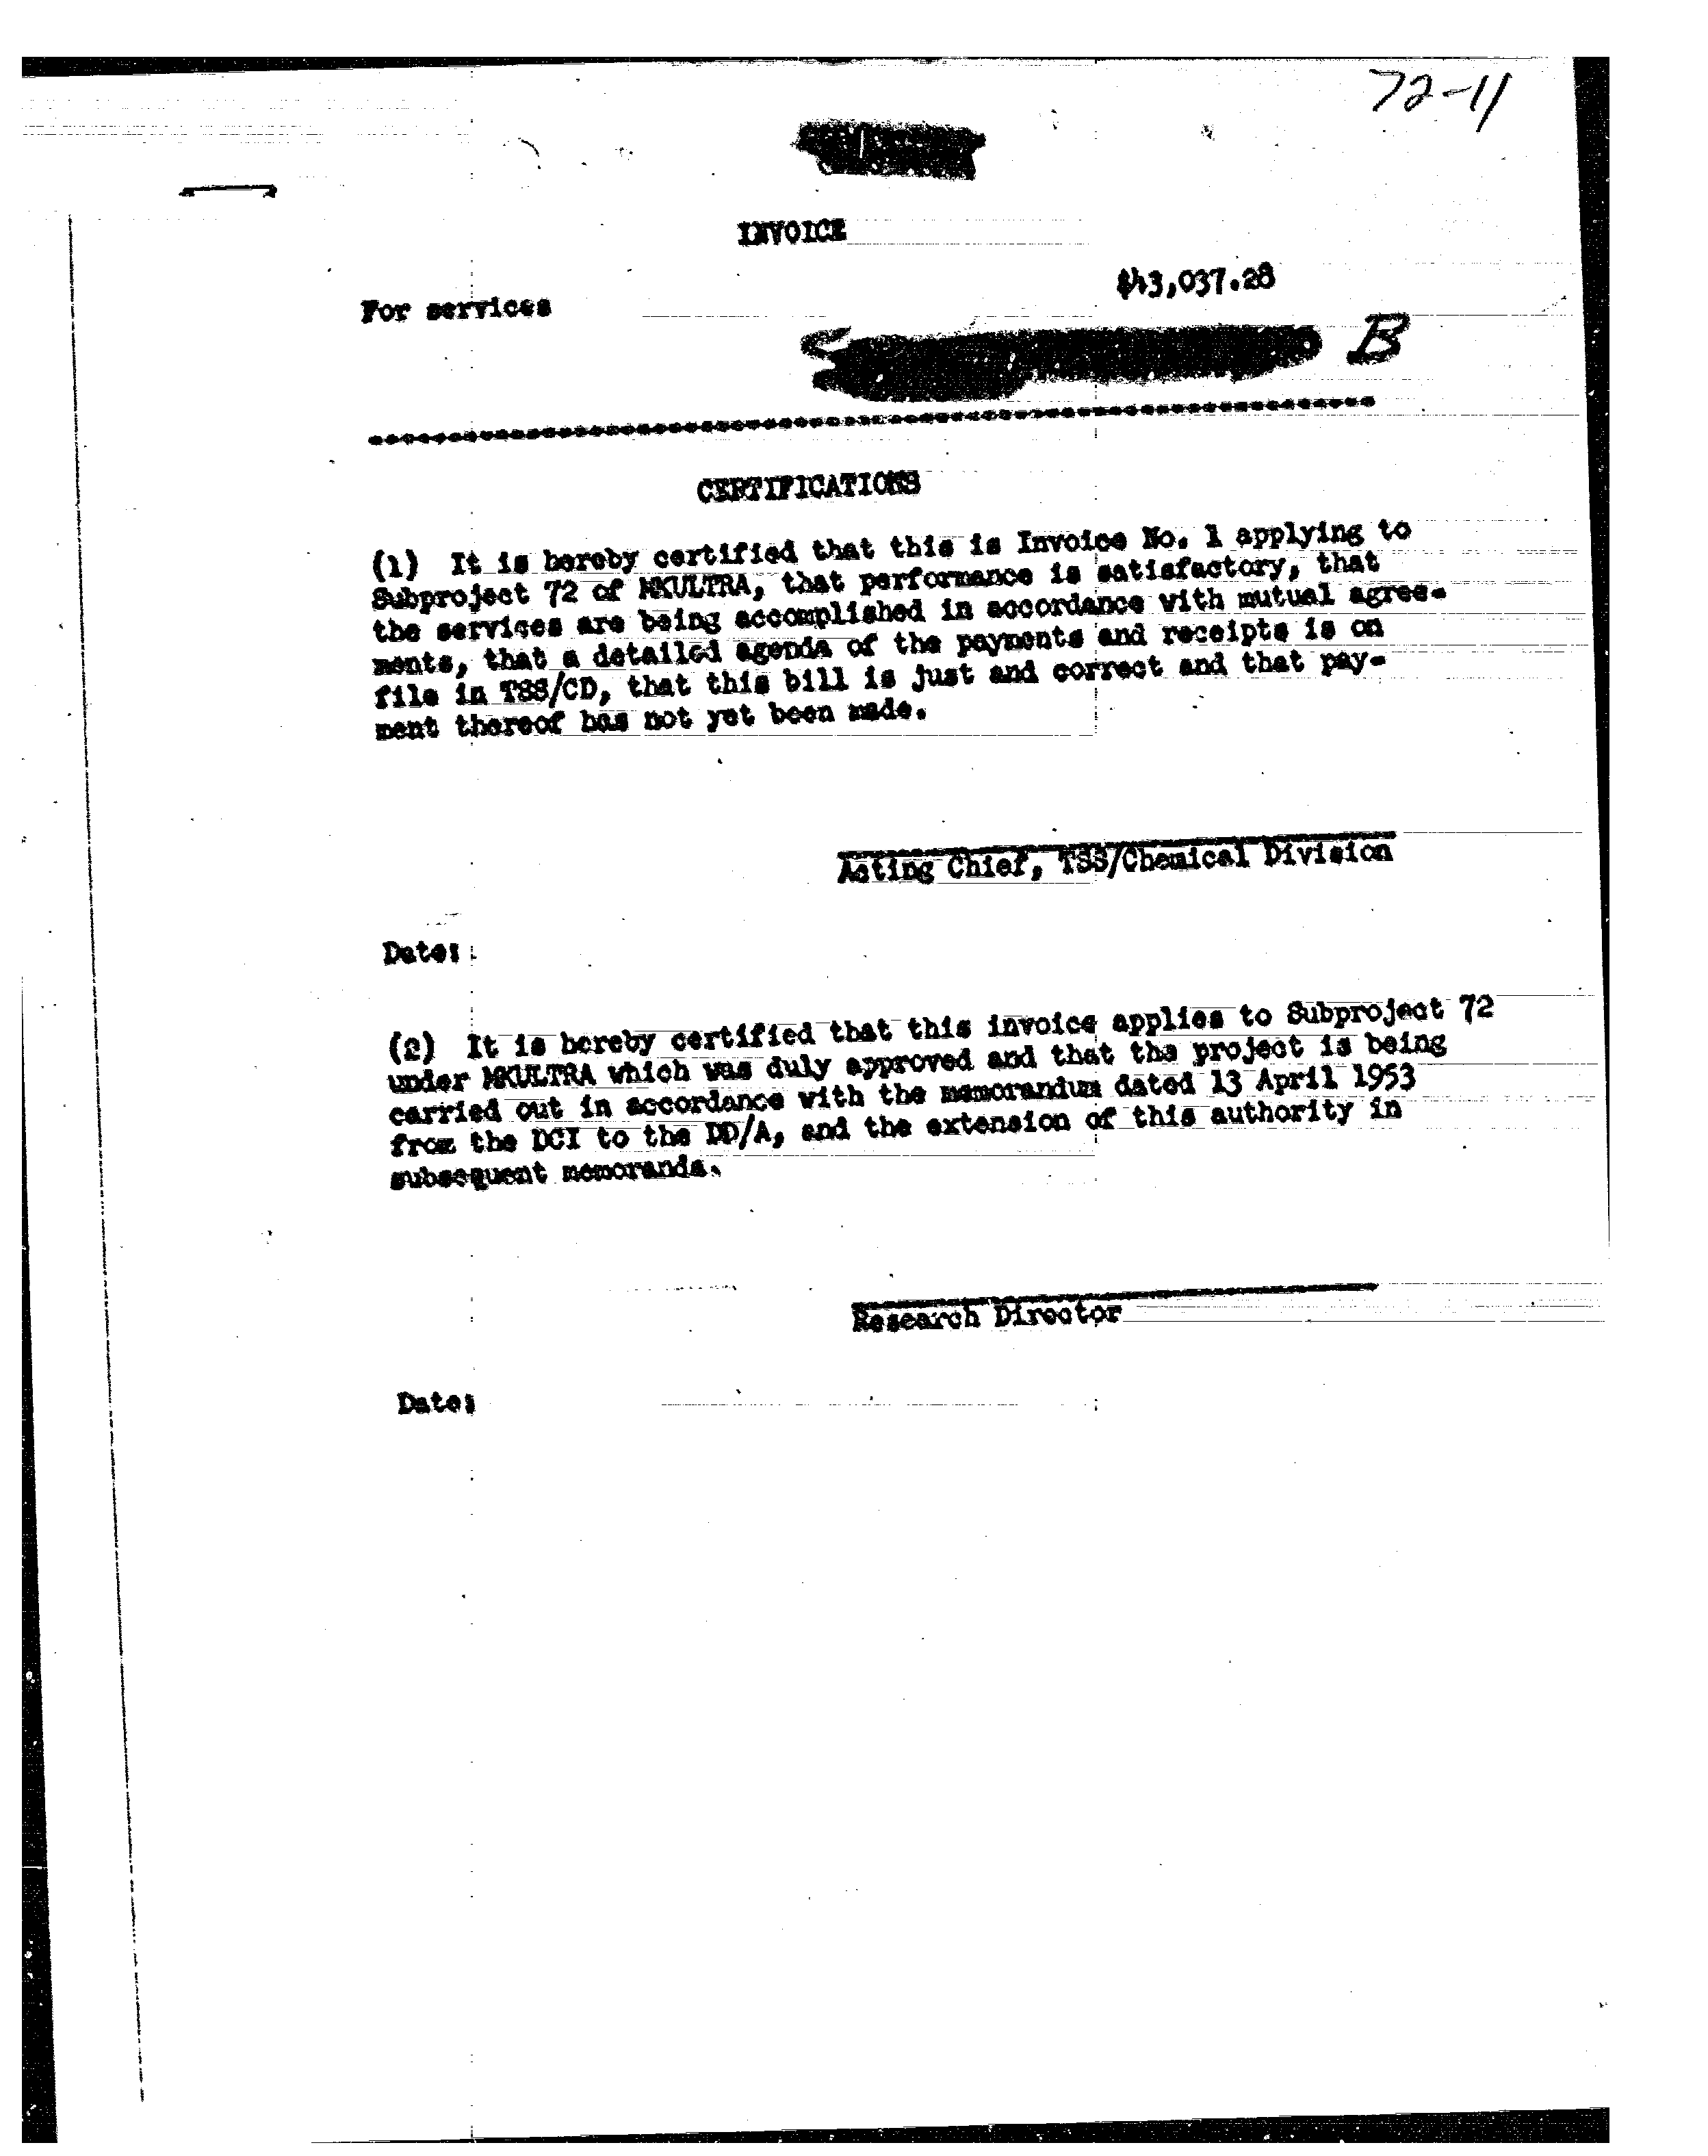 72-11
INVOICE
$43,037.28
For services
B
CERTIFICATIONS
(1) It is hereby certified that this is Invoice No. 1 applying to
Subproject 72 of MKULTRA, that performance is satisfactory, that
the services are being accomplished in accordance with mutual agree-
ments, that a detailed agenda of the payments and receipts is on
file in TSS/CD, that this bill is just and correct and that pay-
ment thereof has not yet been made.
Acting Chief, TSS/Chemical Division
Date:
(2) It is hereby certified that this invoice applies to Subproject 72
under MKULTRA which was duly approved and that the project is being
carried out in accordance with the memorandum dated 13 April 1953
from the DCI to the DD/A, and the extension of this authority in
subsequent memoranda.
Research Director
Date: